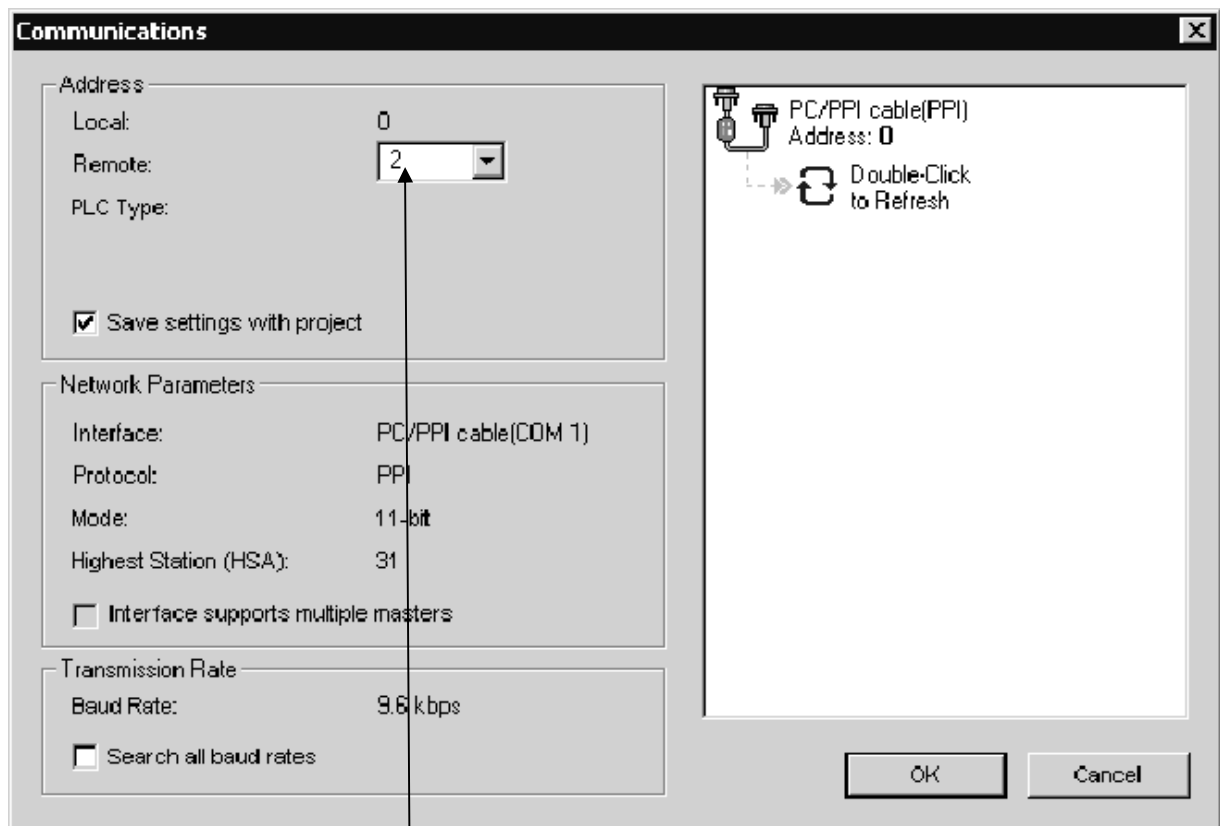 Communications
Address
Local: 0
Remote: 2
PLC Type:
Save settings with project
Network Parameters
Interface: PC/PPI cable(COM 1)
Protocol: PPI
Mode: 11-bit
Highest Station (HSA): 31
Interface supports multiple masters
Transmission Rate
Baud Rate: 9.6 kbps
Search all baud rates
PC/PPI cable(PPI)
Address: 0
Double-Click
to Refresh
OK
Cancel